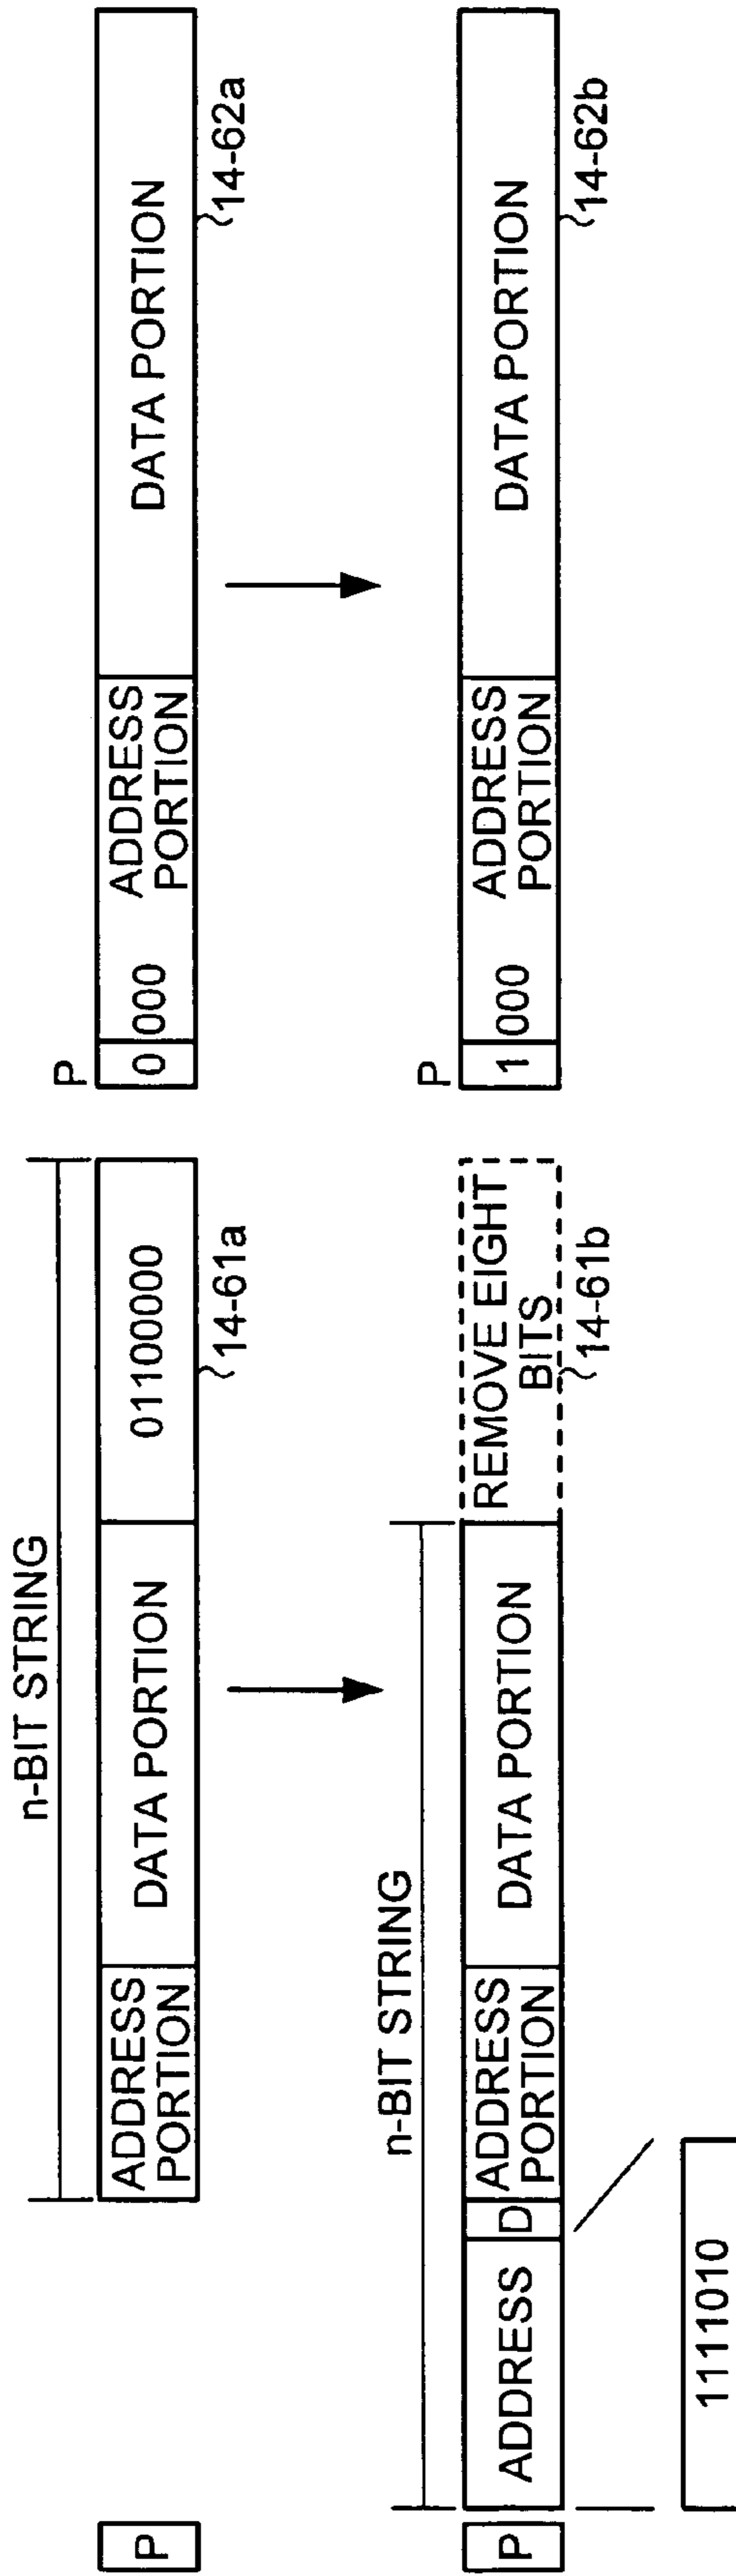 n-BIT STRING
P
ADDRESS
PORTION
DATA PORTION
01100000
14-61a
P
0
000
ADDRESS
PORTION
DATA PORTION
14-62a
n-BIT STRING
P
ADDRESS
D
ADDRESS
PORTION
DATA PORTION
REMOVE EIGHT
BITS
14-61b
P
1
000
ADDRESS
PORTION
DATA PORTION
14-62b
1111010